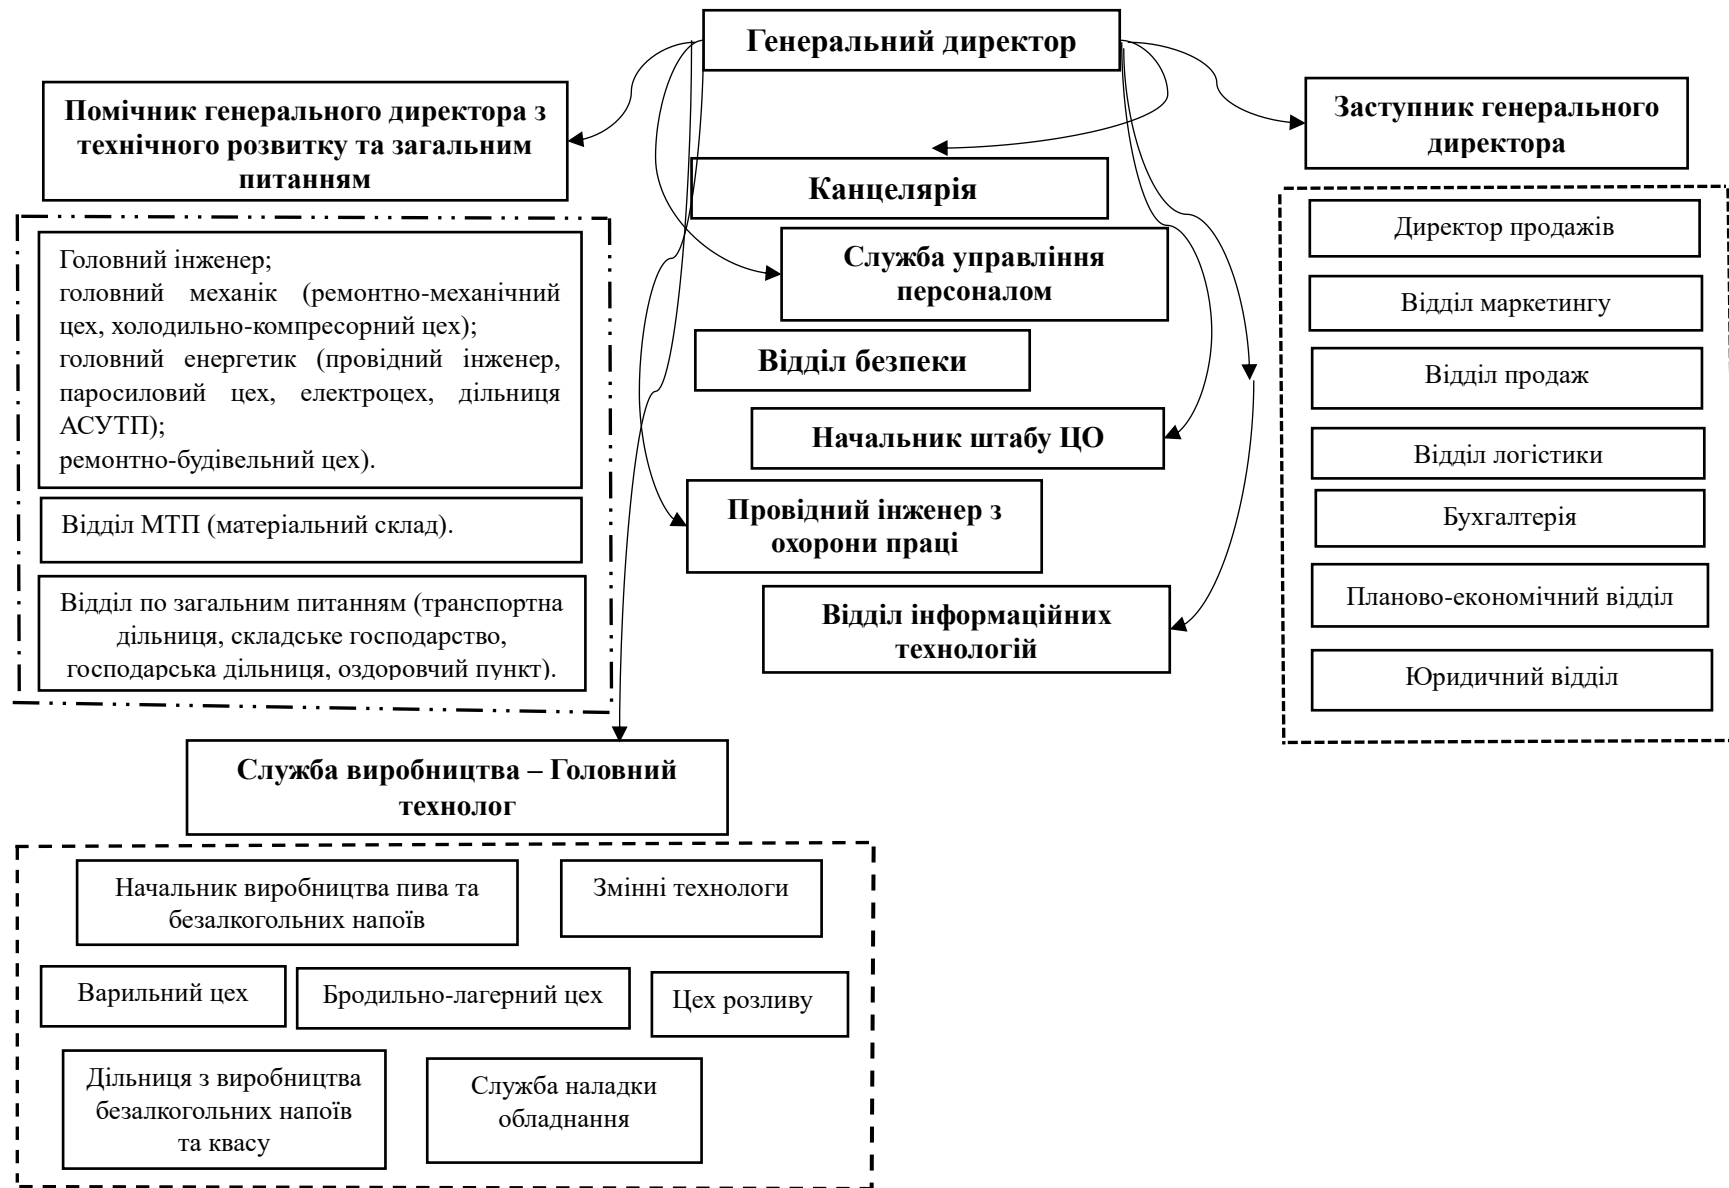 Генеральний директор
Помічник генерального директора з
технічного розвитку та загальним
питанням
Заступник генерального
директора
Канцелярія
Служба управління
персоналом
Відділ безпеки
Начальник штабу ЦО
Провідний інженер з
охорони праці
Відділ інформаційних
технологій
Головний інженер;
головний механік (ремонтно-механічний
цех, холодильно-компресорний цех);
головний енергетик (провідний інженер,
паросиловий цех, електроцех, дільниця
АСУТП);
ремонтно-будівельний цех).
Відділ МТП (матеріальний склад).
Відділ по загальним питанням (транспортна
дільниця, складське господарство,
господарська дільниця, оздоровчий пункт).
Директор продажів
Відділ маркетингу
Відділ продаж
Відділ логістики
Бухгалтерія
Планово-економічний відділ
Юридичний відділ
Служба виробництва – Головний
технолог
Начальник виробництва пива та
безалкогольних напоїв
Змінні технологи
Варильний цех
Бродильно-лагерний цех
Цех розливу
Дільниця з виробництва
безалкогольних напоїв
та квасу
Служба наладки
обладнання